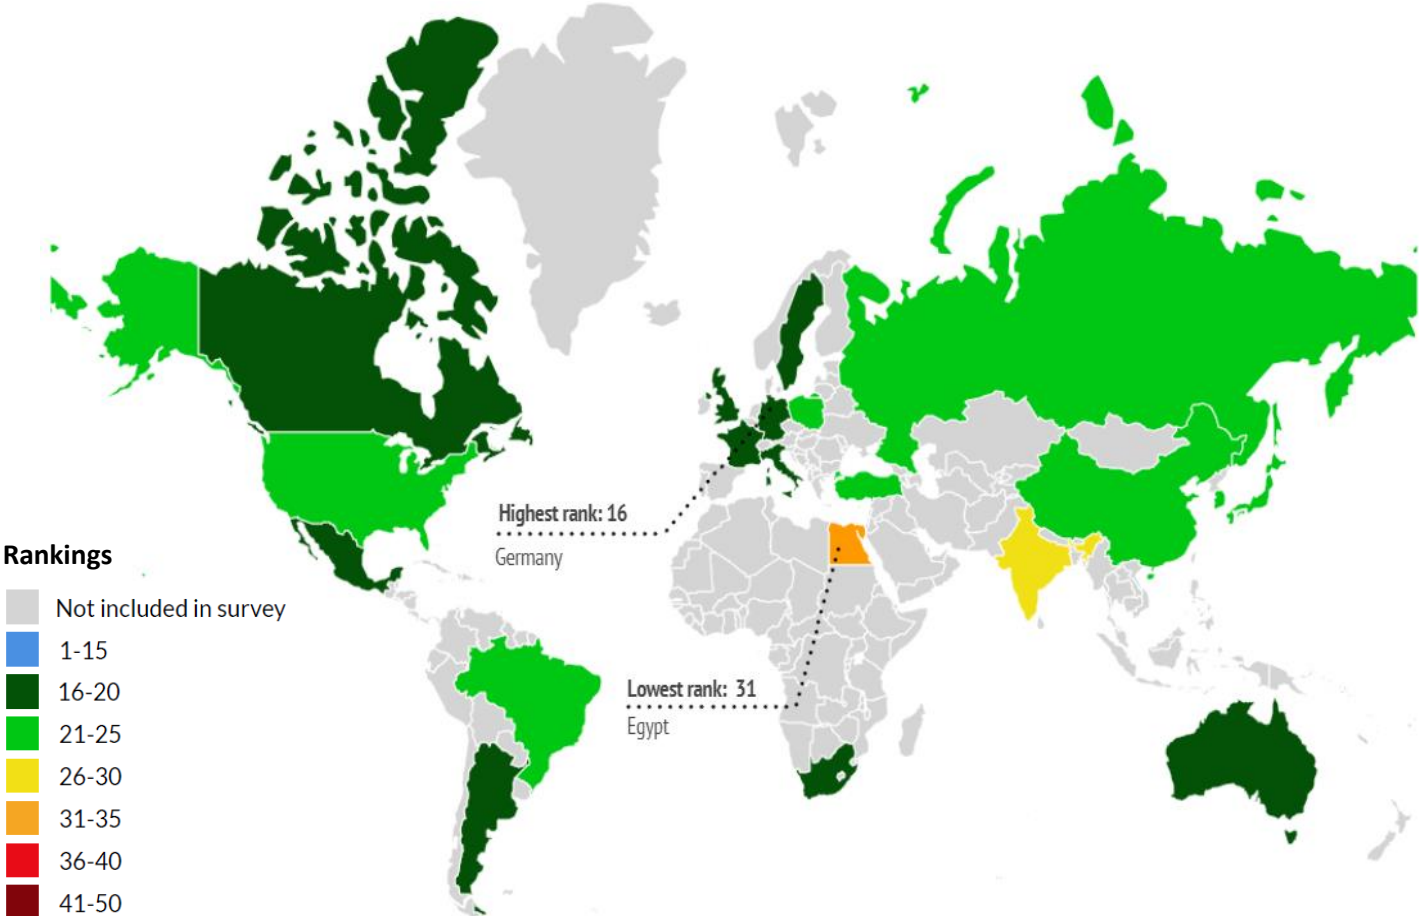 Highest rank: 16
Germany
Lowest rank: 31
Egypt
Rankings
Not included in survey
1-15
16-20
21-25
26-30
31-35
36-40
41-50